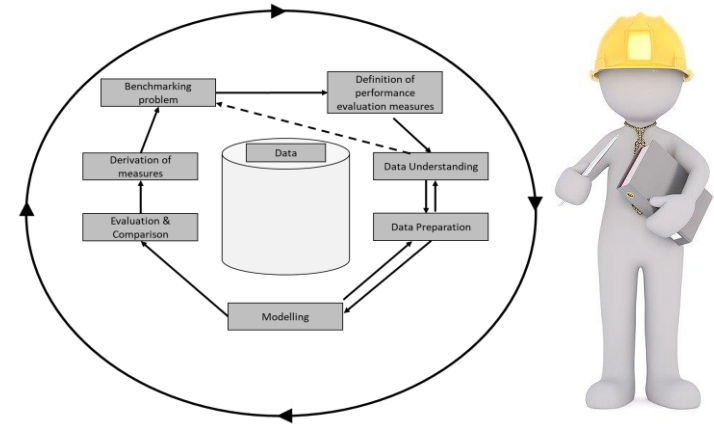 Benchmarking
problem
Definition of
performance
evaluation measures
Data
Derivation of
measures
Data Understanding
Evaluation &
Comparison
Data Preparation
Modelling